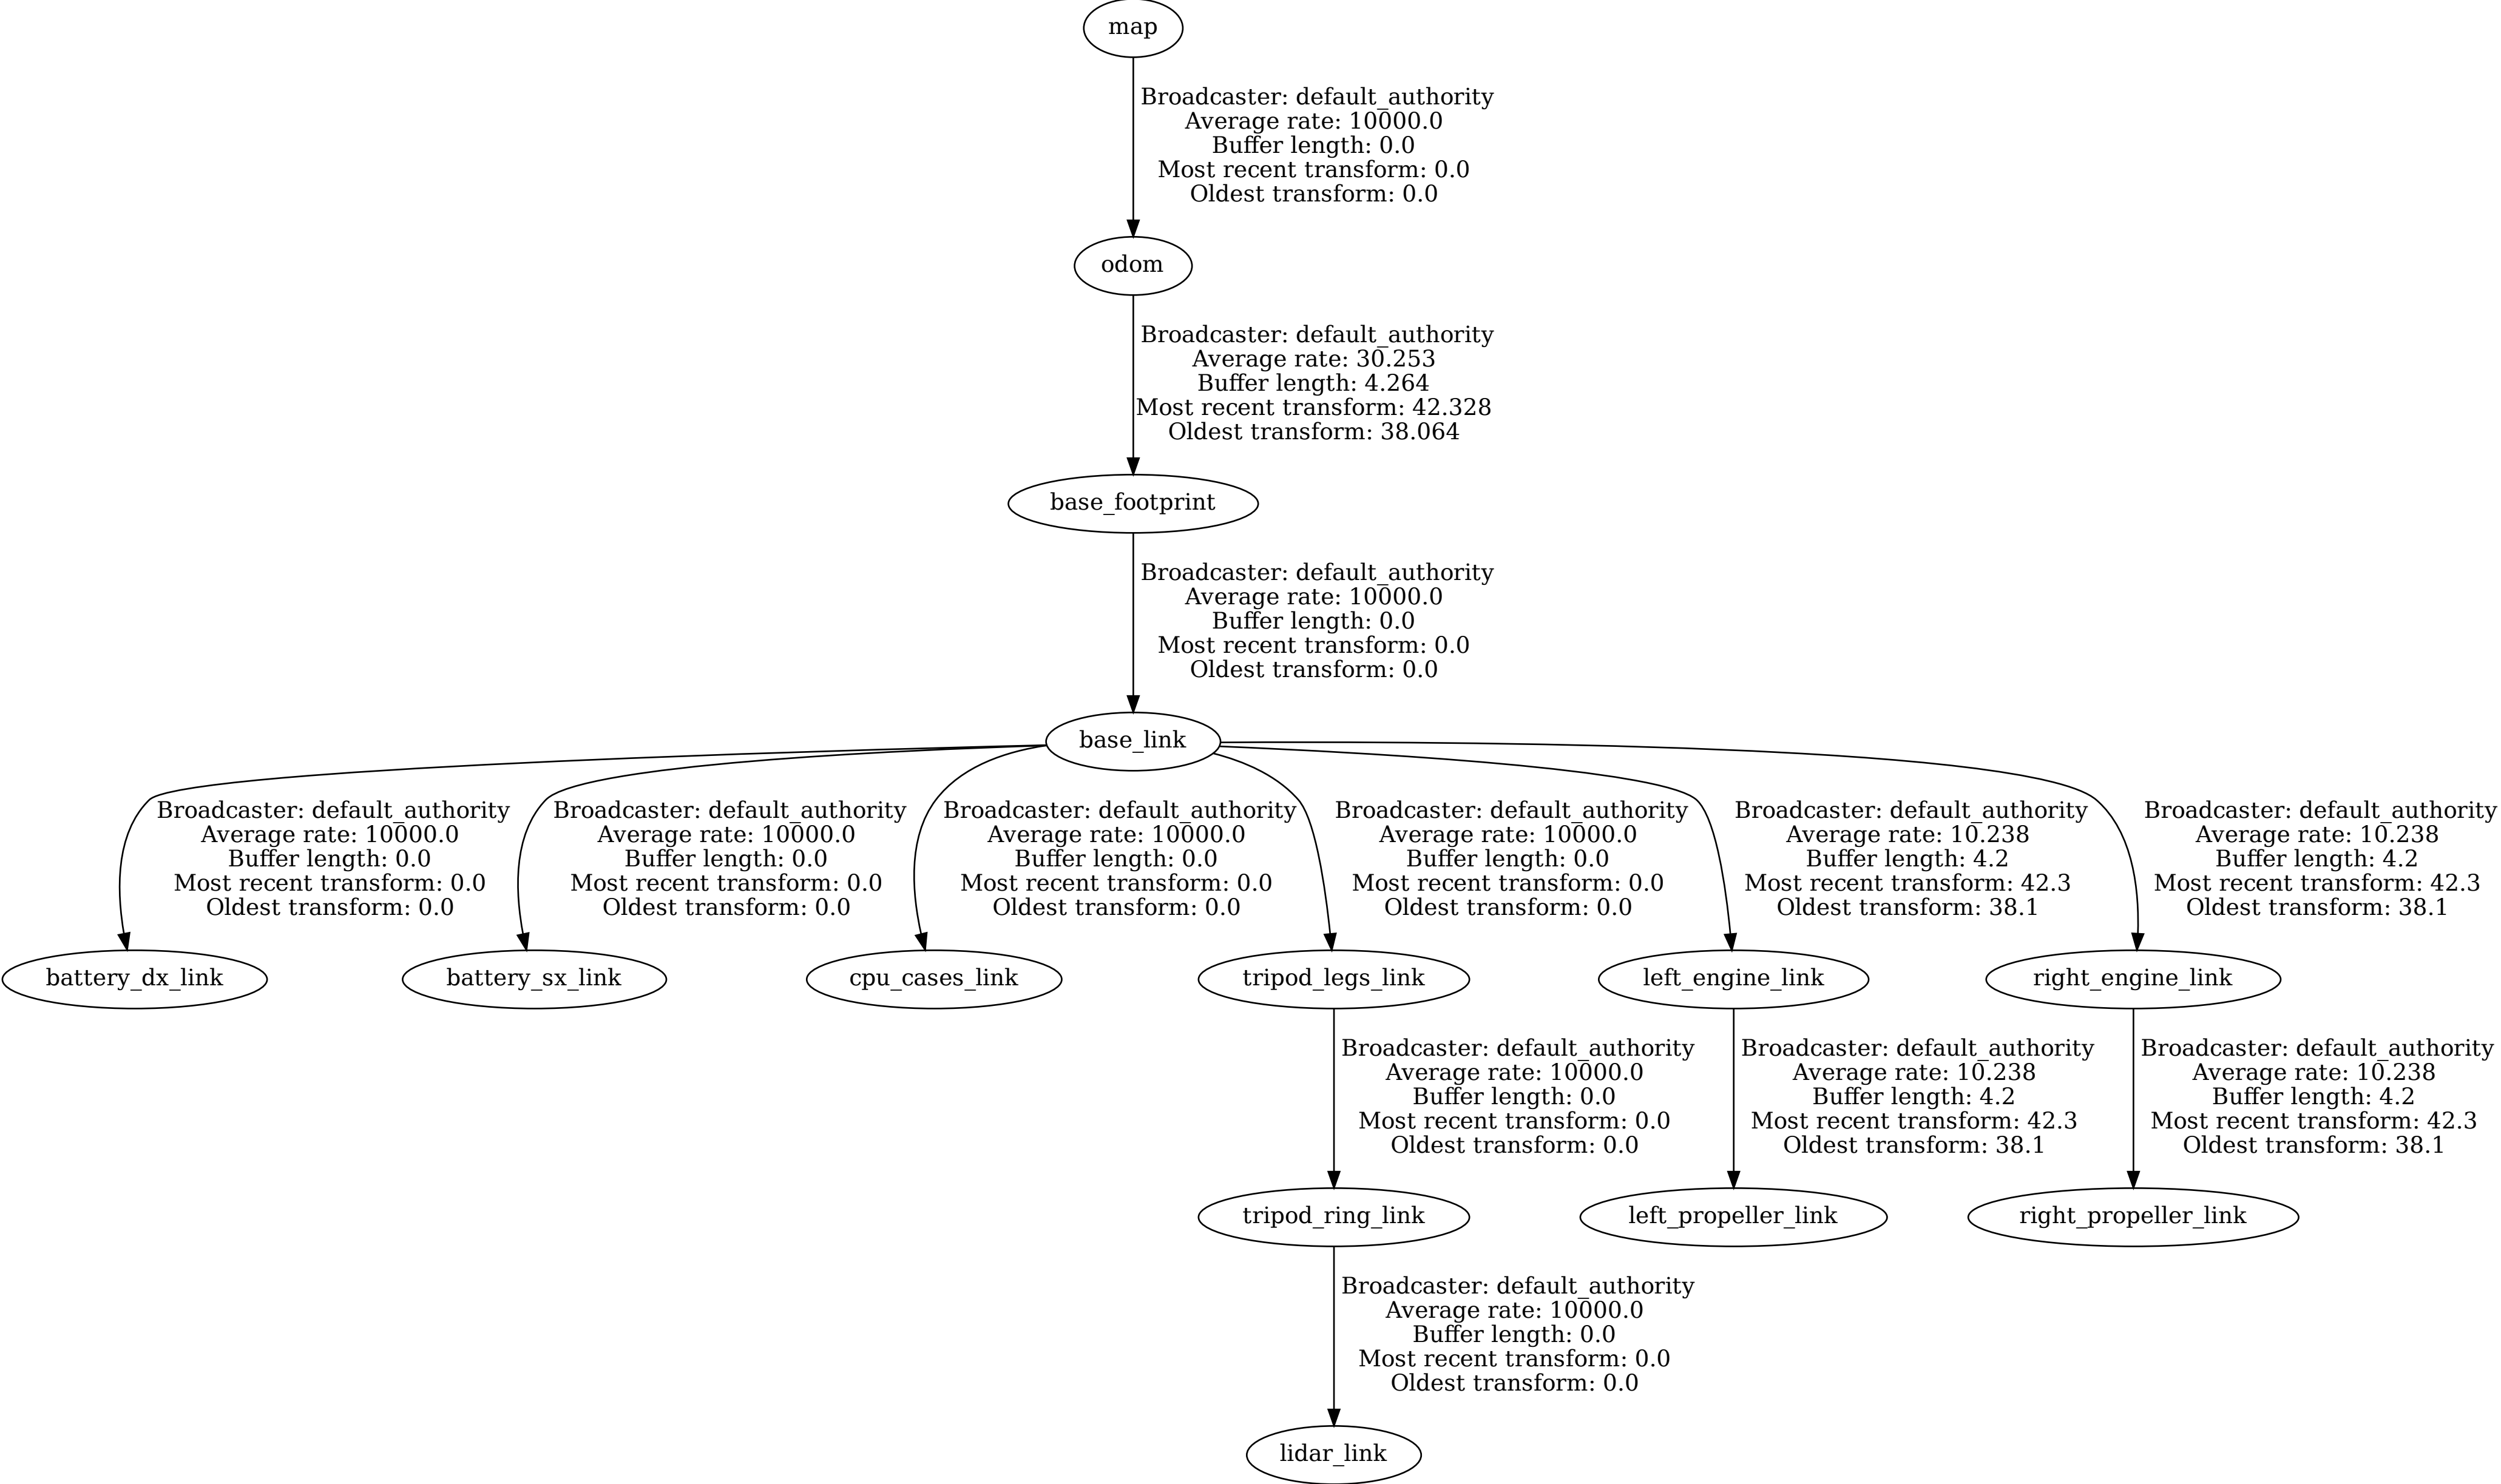 map
Broadcaster: default_authority
Average rate: 10000.0
Buffer length: 0.0
Most recent transform: 0.0
Oldest transform: 0.0
odom
Broadcaster: default_authority
Average rate: 30.253
Buffer length: 4.264
Most recent transform: 42.328
Oldest transform: 38.064
base_footprint
Broadcaster: default_authority
Average rate: 10000.0
Buffer length: 0.0
Most recent transform: 0.0
Oldest transform: 0.0
base_link
Broadcaster: default_authority
Average rate: 10000.0
Buffer length: 0.0
Most recent transform: 0.0
Oldest transform: 0.0
Broadcaster: default_authority
Average rate: 10000.0
Buffer length: 0.0
Most recent transform: 0.0
Oldest transform: 0.0
Broadcaster: default_authority
Average rate: 10000.0
Buffer length: 0.0
Most recent transform: 0.0
Oldest transform: 0.0
Broadcaster: default_authority
Average rate: 10000.0
Buffer length: 0.0
Most recent transform: 0.0
Oldest transform: 0.0
Broadcaster: default_authority
Average rate: 10.238
Buffer length: 4.2
Most recent transform: 42.3
Oldest transform: 38.1
Broadcaster: default_authority
Average rate: 10.238
Buffer length: 4.2
Most recent transform: 42.3
Oldest transform: 38.1
battery_dx_link
battery_sx_link
cpu_cases_link
tripod_legs_link
left_engine_link
right_engine_link
Broadcaster: default_authority
Average rate: 10000.0
Buffer length: 0.0
Most recent transform: 0.0
Oldest transform: 0.0
Broadcaster: default_authority
Average rate: 10.238
Buffer length: 4.2
Most recent transform: 42.3
Oldest transform: 38.1
Broadcaster: default_authority
Average rate: 10.238
Buffer length: 4.2
Most recent transform: 42.3
Oldest transform: 38.1
tripod_ring_link
left_propeller_link
right_propeller_link
Broadcaster: default_authority
Average rate: 10000.0
Buffer length: 0.0
Most recent transform: 0.0
Oldest transform: 0.0
lidar_link